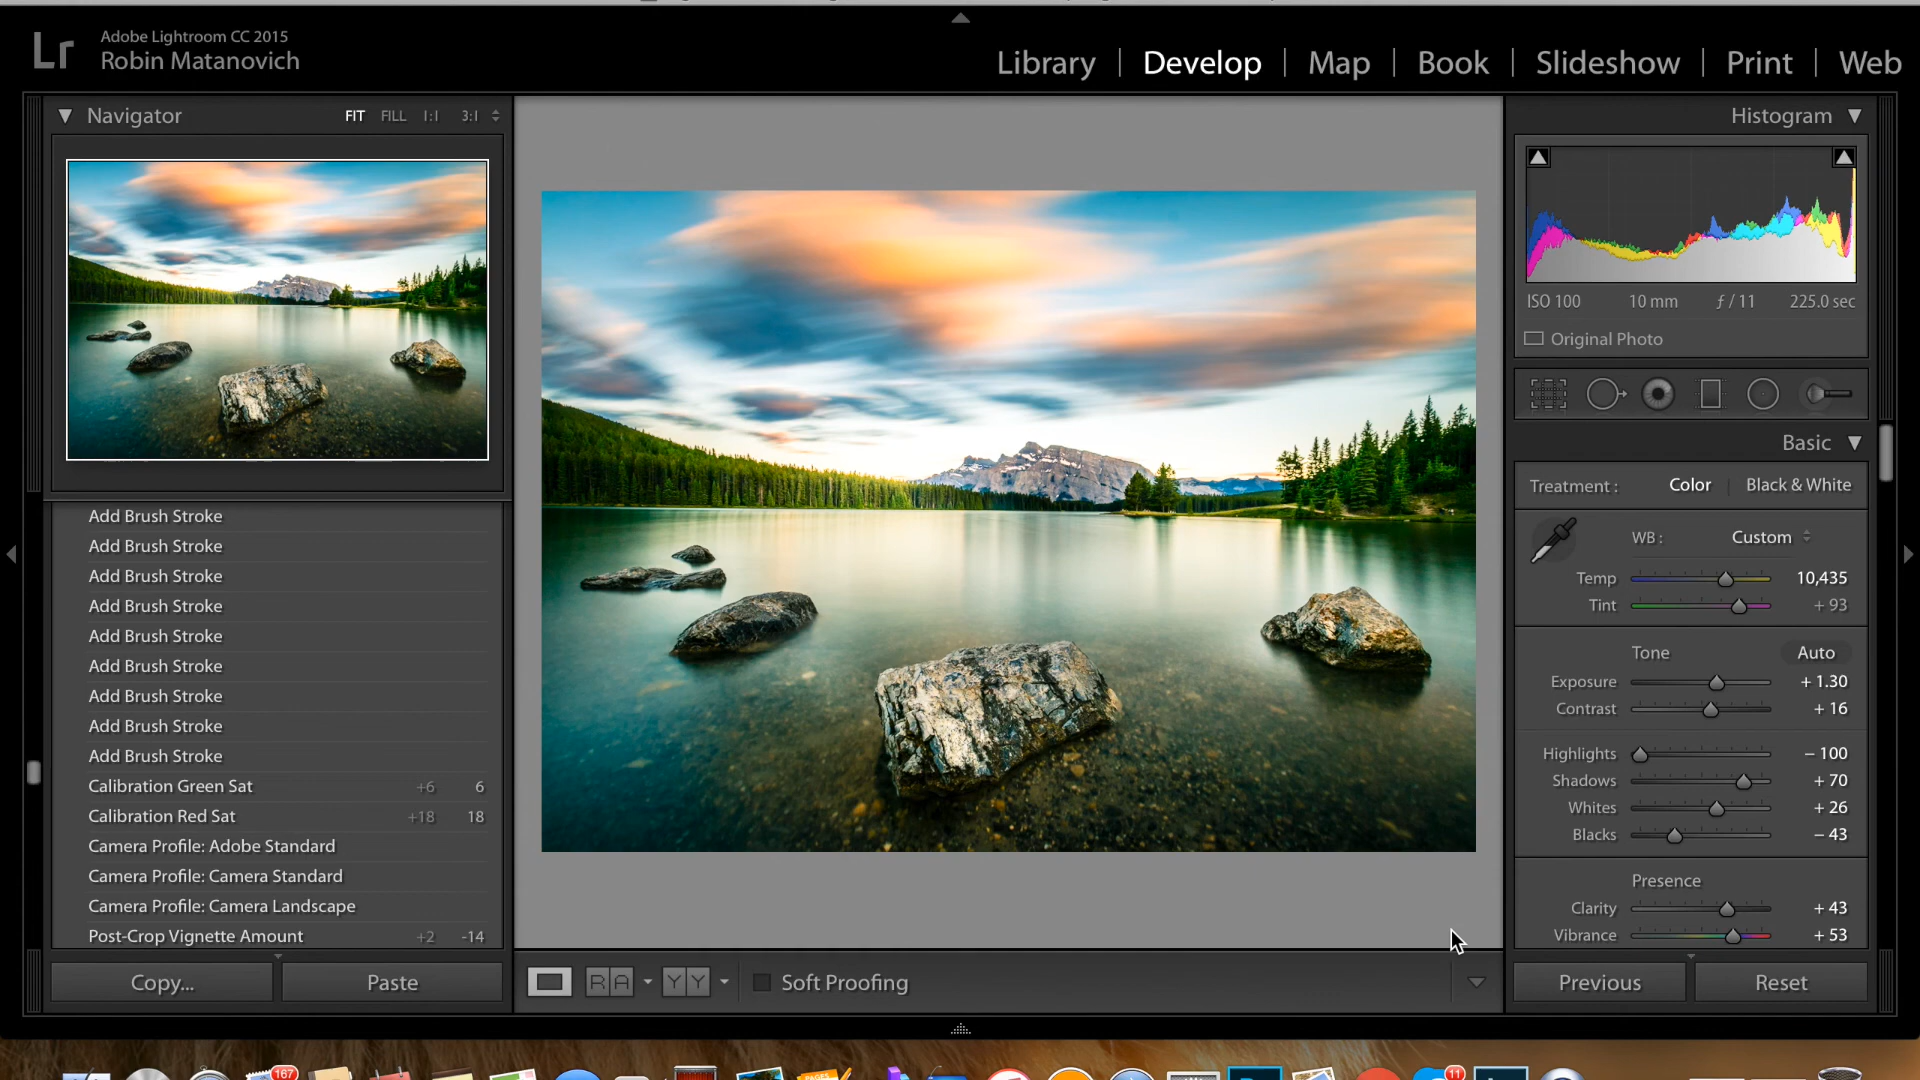 Lr
Adobe Lightroom CC 2015
Robin Matanovich
Library | Develop | Map | Book | Slideshow | Print | Web
Navigator FIT FILL 1:1 3:1
Add Brush Stroke
Add Brush Stroke
Add Brush Stroke
Add Brush Stroke
Add Brush Stroke
Add Brush Stroke
Add Brush Stroke
Add Brush Stroke
Add Brush Stroke
Calibration Green Sat +6 6
Calibration Red Sat +18 18
Camera Profile: Adobe Standard
Camera Profile: Camera Standard
Camera Profile: Camera Landscape
Post-Crop Vignette Amount +2 -14
Copy... Paste
R A Y Y Soft Proofing
Histogram
ISO 100 10 mm ƒ / 11 225.0 sec
Original Photo
Basic
Treatment : Color | Black & White
WB : Custom
Temp 10,435
Tint + 93
Tone Auto
Exposure + 1.30
Contrast + 16
Highlights − 100
Shadows + 70
Whites + 26
Blacks − 43
Presence
Clarity + 43
Vibrance + 53
Previous Reset
167
PAGES
11